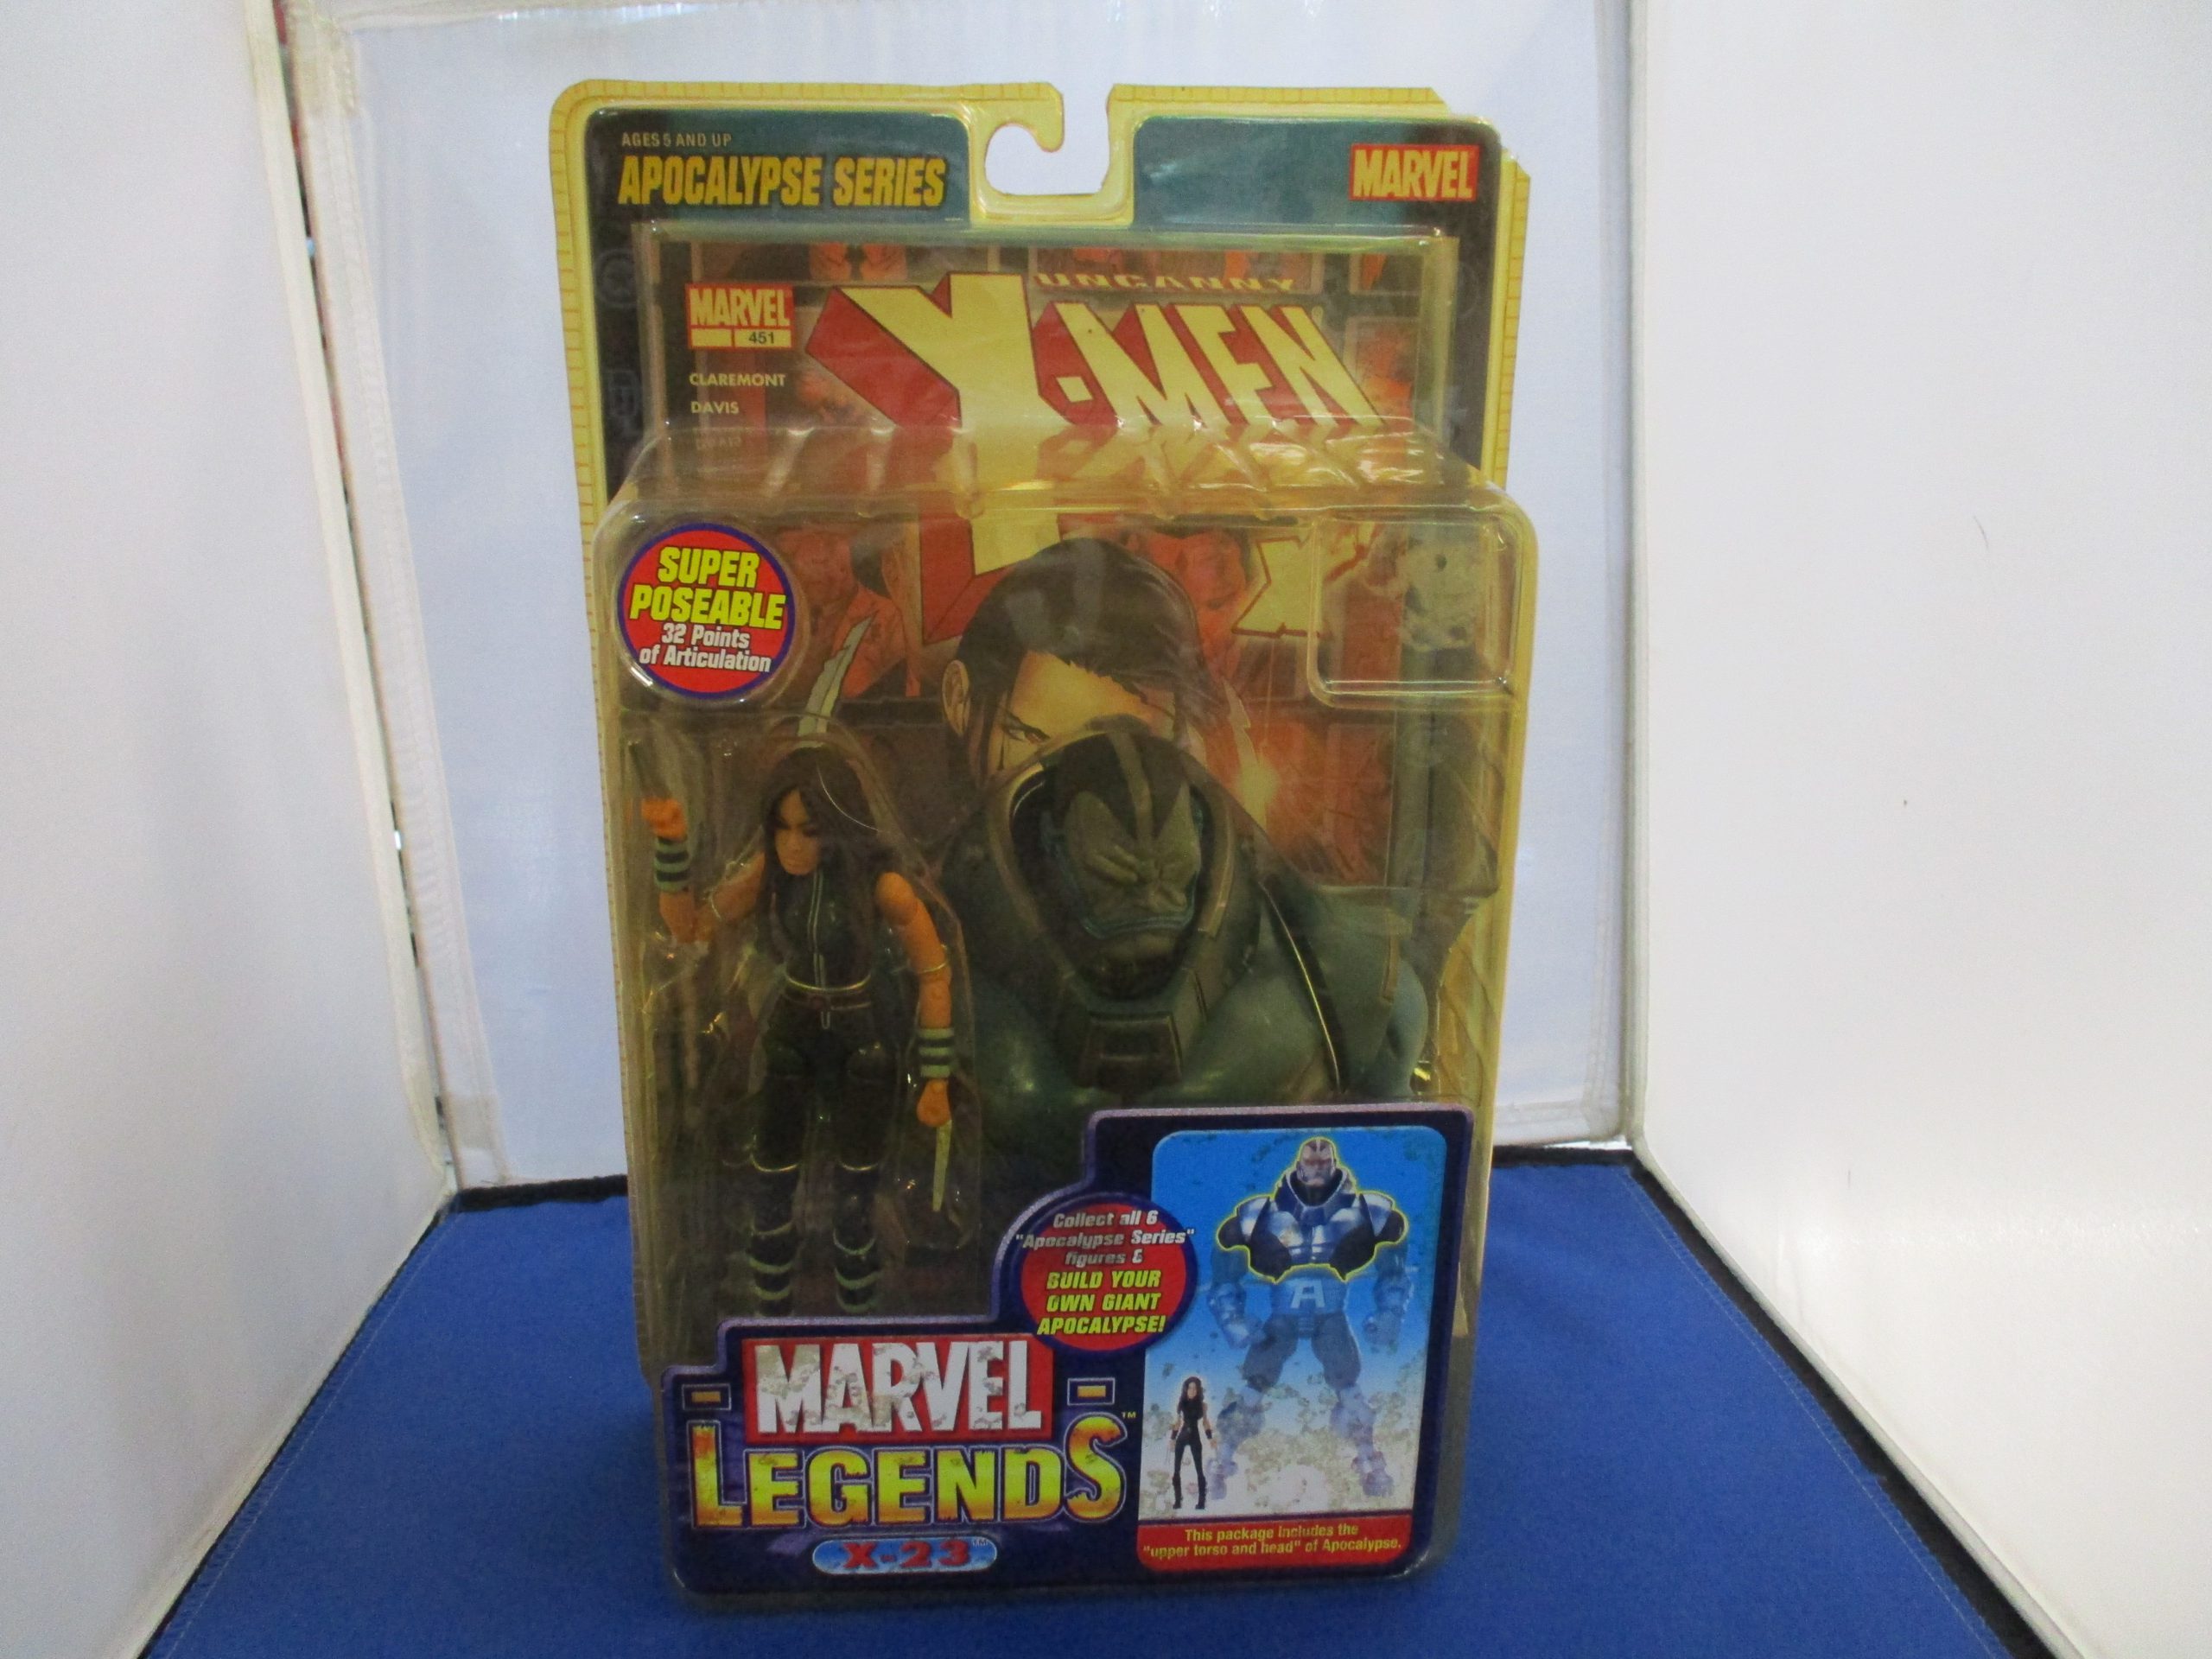 AGES 5 AND UP
APOCALYPSE SERIES
MARVEL
UNCANNY
X-MEN
MARVEL
451
CLAREMONT
DAVIS
SUPER
POSEABLE
32 Points
of Articulation
Collect all 6
"Apocalypse Series"
figures &
BUILD YOUR
OWN GIANT
APOCALYPSE!
A
MARVEL
LEGENDS™
X-23™
This package includes the
"upper torso and head" of Apocalypse.